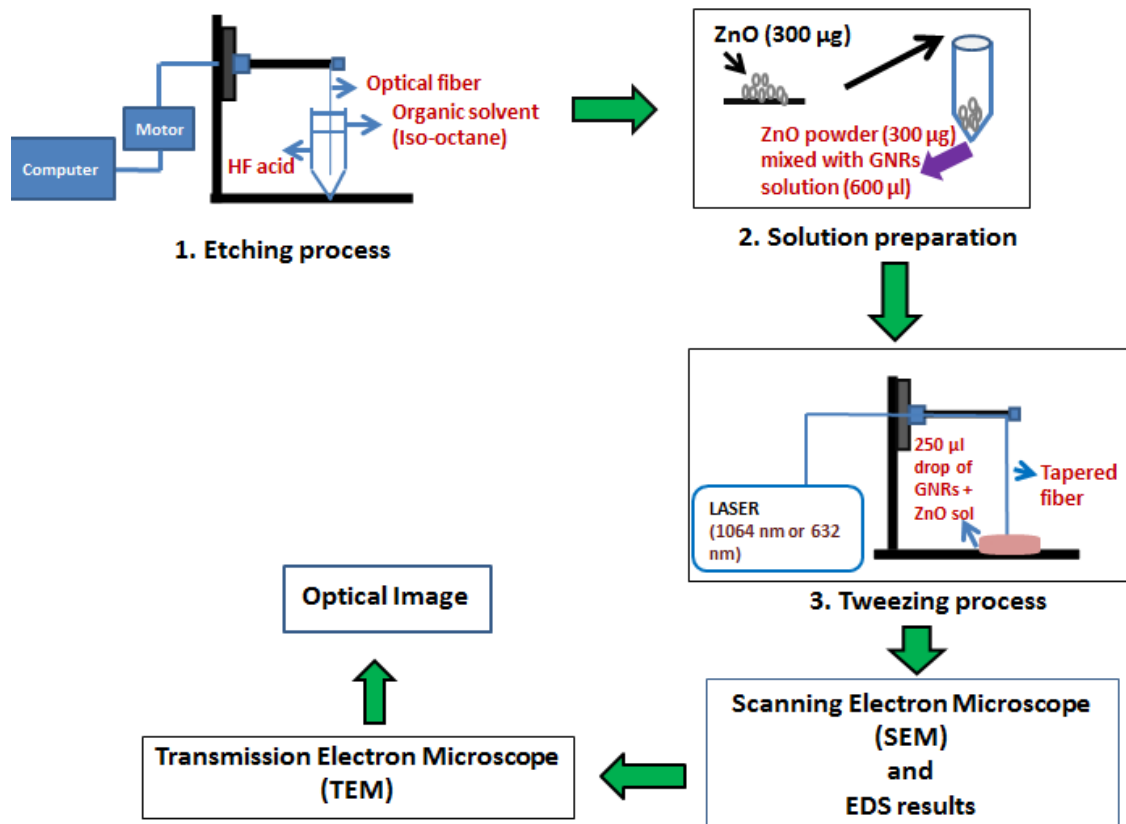 Optical fiber
Organic solvent
(Iso-octane)
Motor
Computer
HF acid
1. Etching process
ZnO (300 µg)
ZnO powder (300 µg)
mixed with GNRs
solution (600 µl)
2. Solution preparation
250 µl
drop of
GNRs +
ZnO sol
Tapered
fiber
LASER
(1064 nm or 632
nm)
3. Tweezing process
Scanning Electron Microscope
(SEM)
and
EDS results
Transmission Electron Microscope
(TEM)
Optical Image